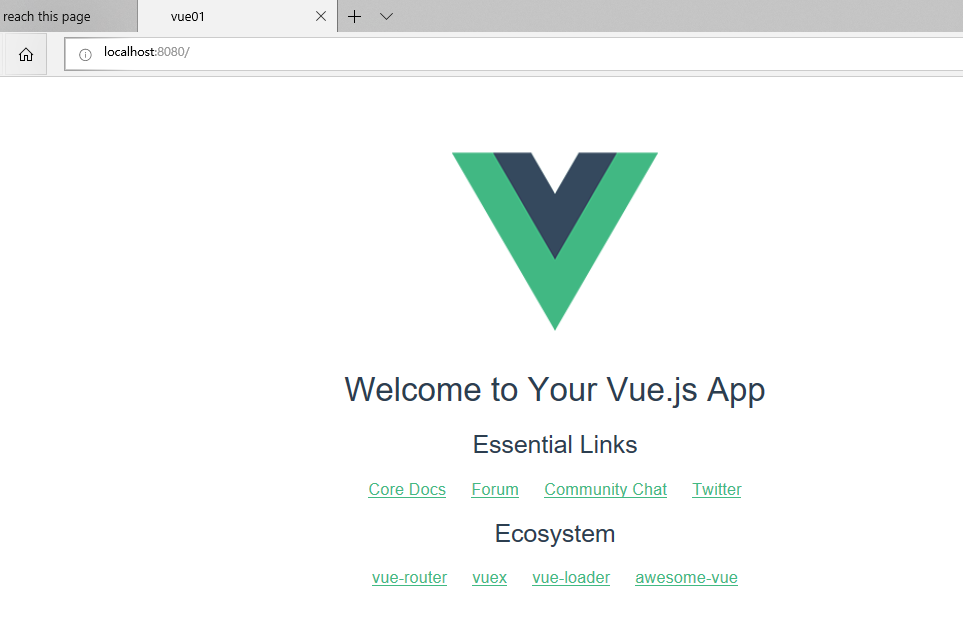 reach this page vue01
localhost:8080/
Welcome to Your Vue.js App
Essential Links
Core Docs Forum Community Chat Twitter
Ecosystem
vue-router vuex vue-loader awesome-vue